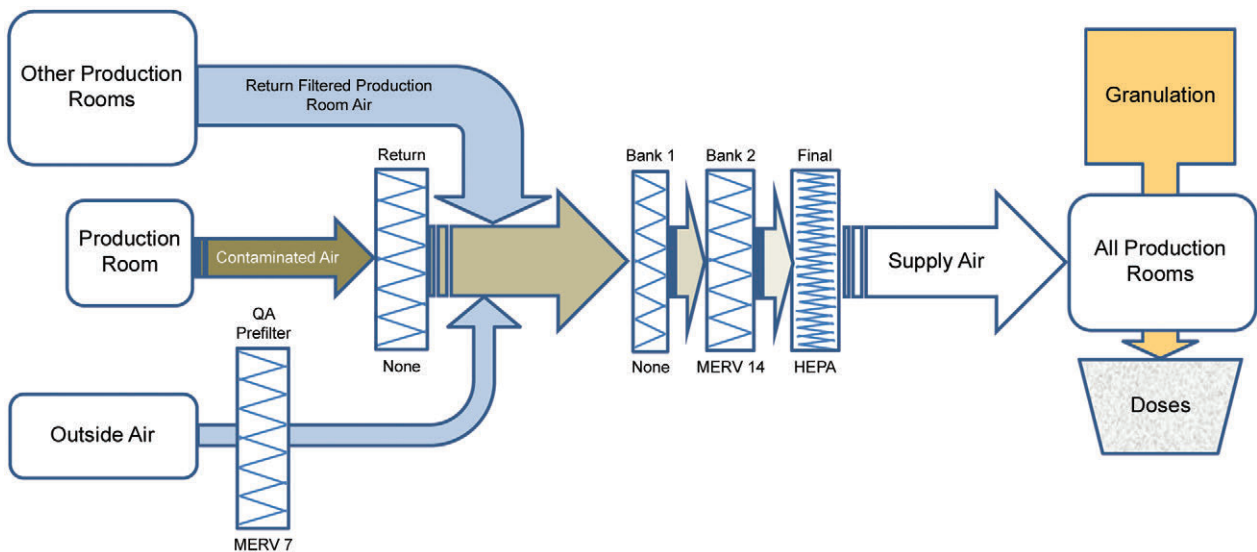 Other Production
Rooms
Return Filtered Production
Room Air
Granulation
Return
Bank 1
Bank 2
Final
Production
Room
Contaminated Air
Supply Air
All Production
Rooms
QA
Prefilter
None
None
MERV 14
HEPA
Outside Air
Doses
MERV 7